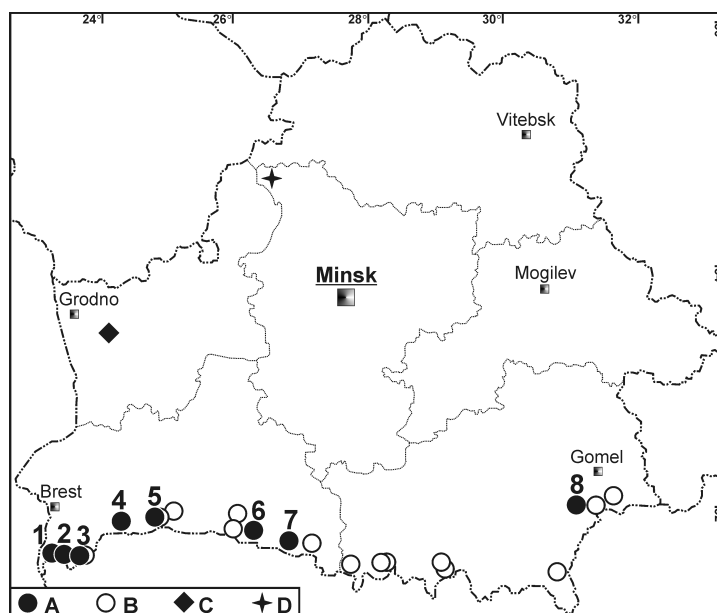 24° 26° 28° 30° 32°
Vitebsk
Minsk
Mogilev
Grodno
Gomel
Brest
8
4 5
6
7
1 2 3
A B C D